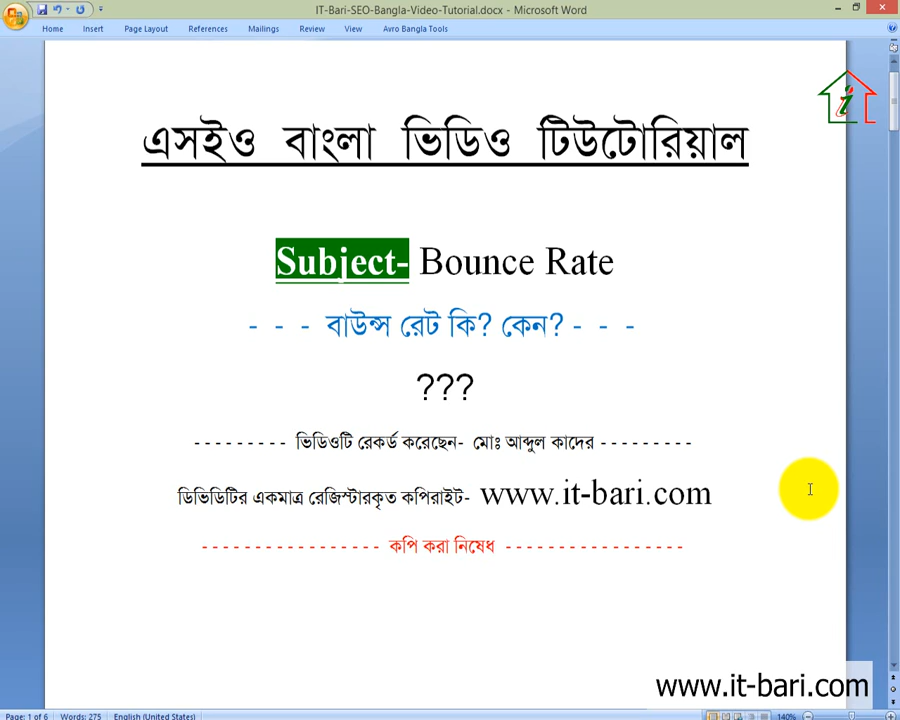 IT-Bari-SEO-Bangla-Video-Tutorial.docx - Microsoft Word
Home Insert Page Layout References Mailings Review View Avro Bangla Tools
এসইও বাংলা ভিডিও টিউটোরিয়াল
Subject- Bounce Rate
- - - বাউন্স রেট কি? কেন? - - -
???
- - - - - - - - - ভিডিওটি রেকর্ড করেছেন- মোঃ আব্দুল কাদের - - - - - - - - -
ডিভিডিটির একমাত্র রেজিস্টারকৃত কপিরাইট- www.it-bari.com
- - - - - - - - - - - - - - - - - কপি করা নিষেধ - - - - - - - - - - - - - - - - -
www.it-bari.com
Page: 1 of 6 Words: 275 English (United States) 140%